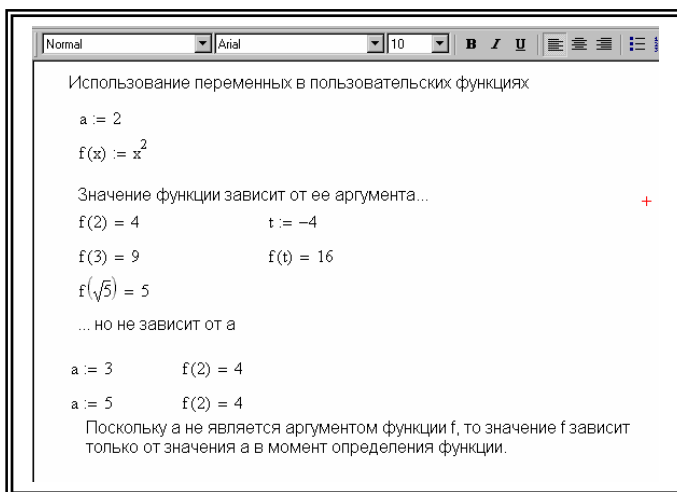 Normal Arial 10 B I U
Использование переменных в пользовательских функциях
a := 2
f(x) := x²
Значение функции зависит от ее аргумента...
f(2) = 4 t := −4
f(3) = 9 f(t) = 16
f(√5) = 5
... но не зависит от а
a := 3 f(2) = 4
a := 5 f(2) = 4
Поскольку а не является аргументом функции f, то значение f зависит
только от значения а в момент определения функции.